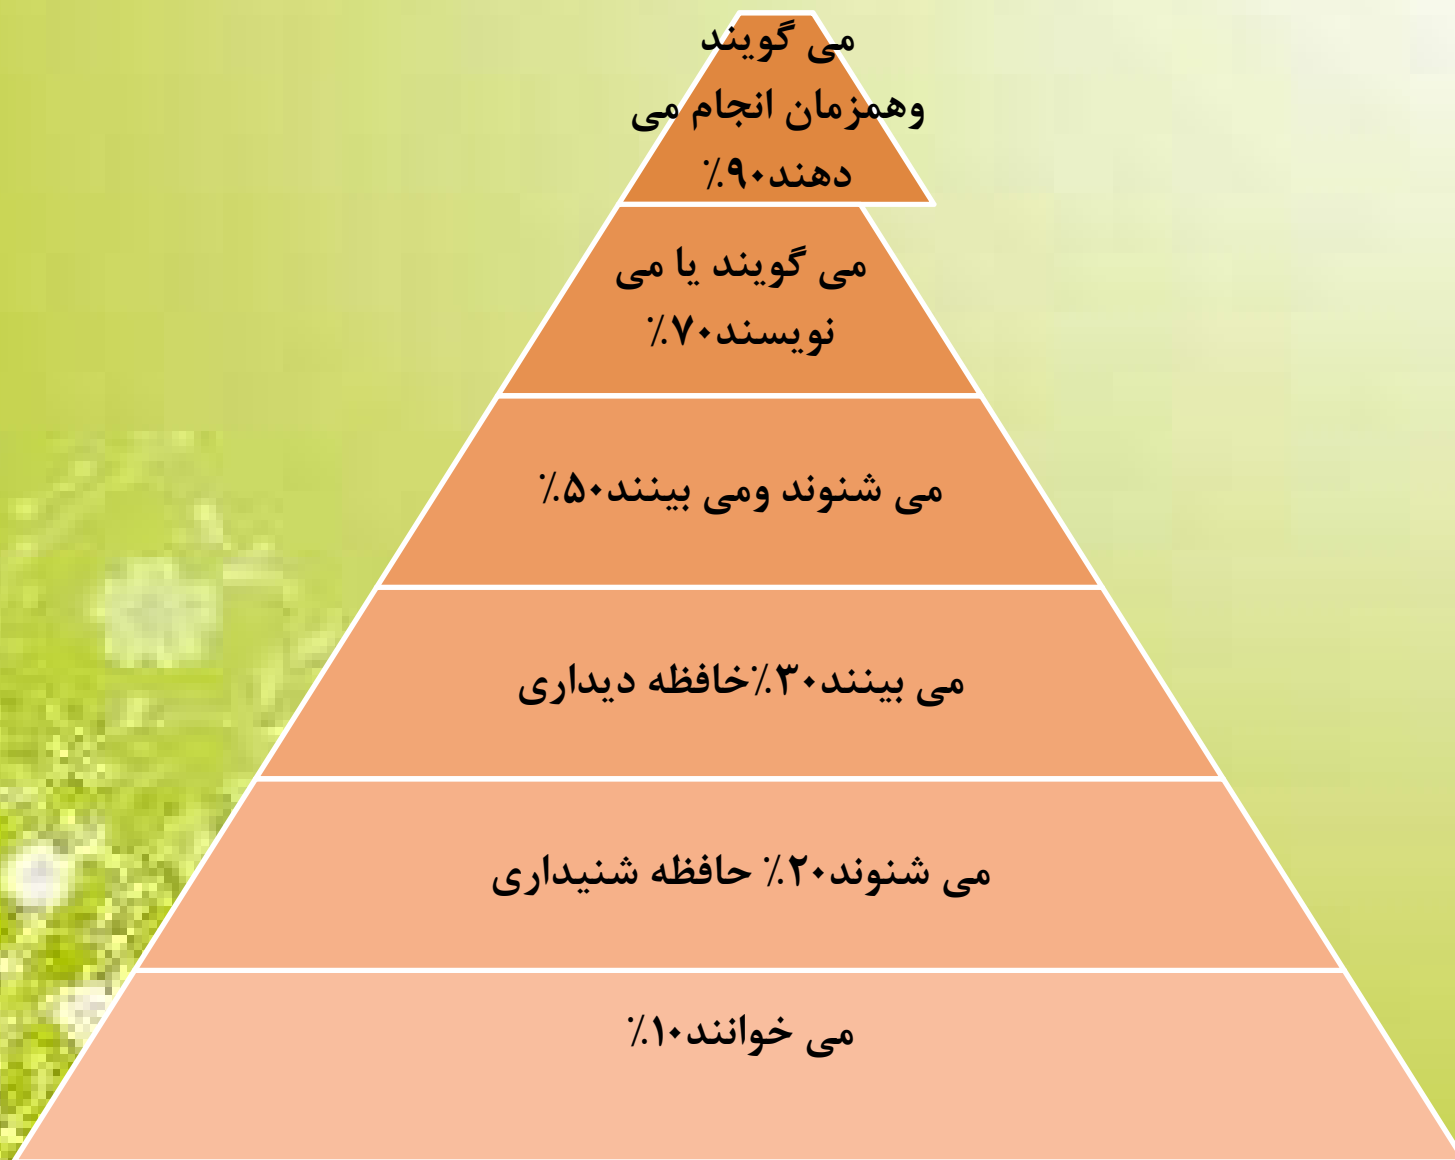 می گویند
وهمزمان انجام می
دهند۹۰٪
می گویند یا می
نویسند۷۰٪
می شنوند ومی بینند۵۰٪
می بینند۳۰٪خافظه دیداری
می شنوند۲۰٪ حافظه شنیداری
می خوانند۱۰٪